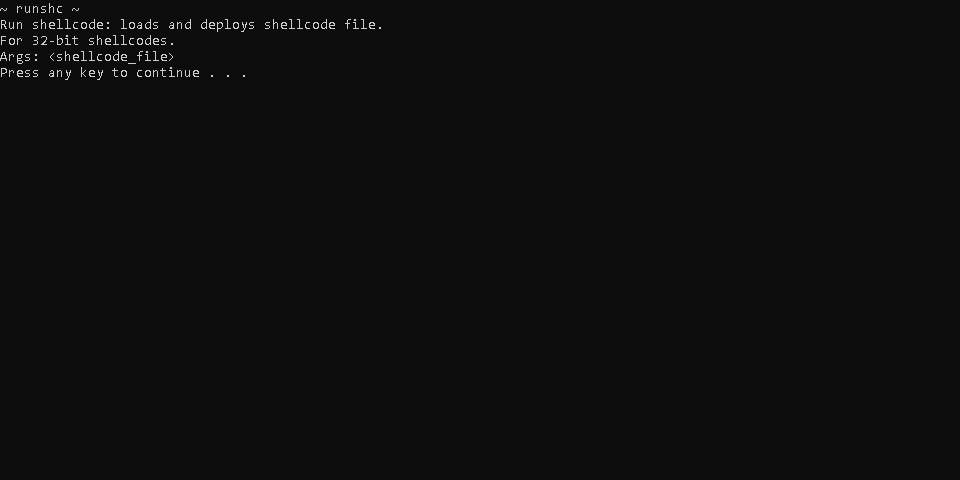 ~ runshc ~
Run shellcode: loads and deploys shellcode file.
For 32-bit shellcodes.
Args: <shellcode_file>
Press any key to continue . . .